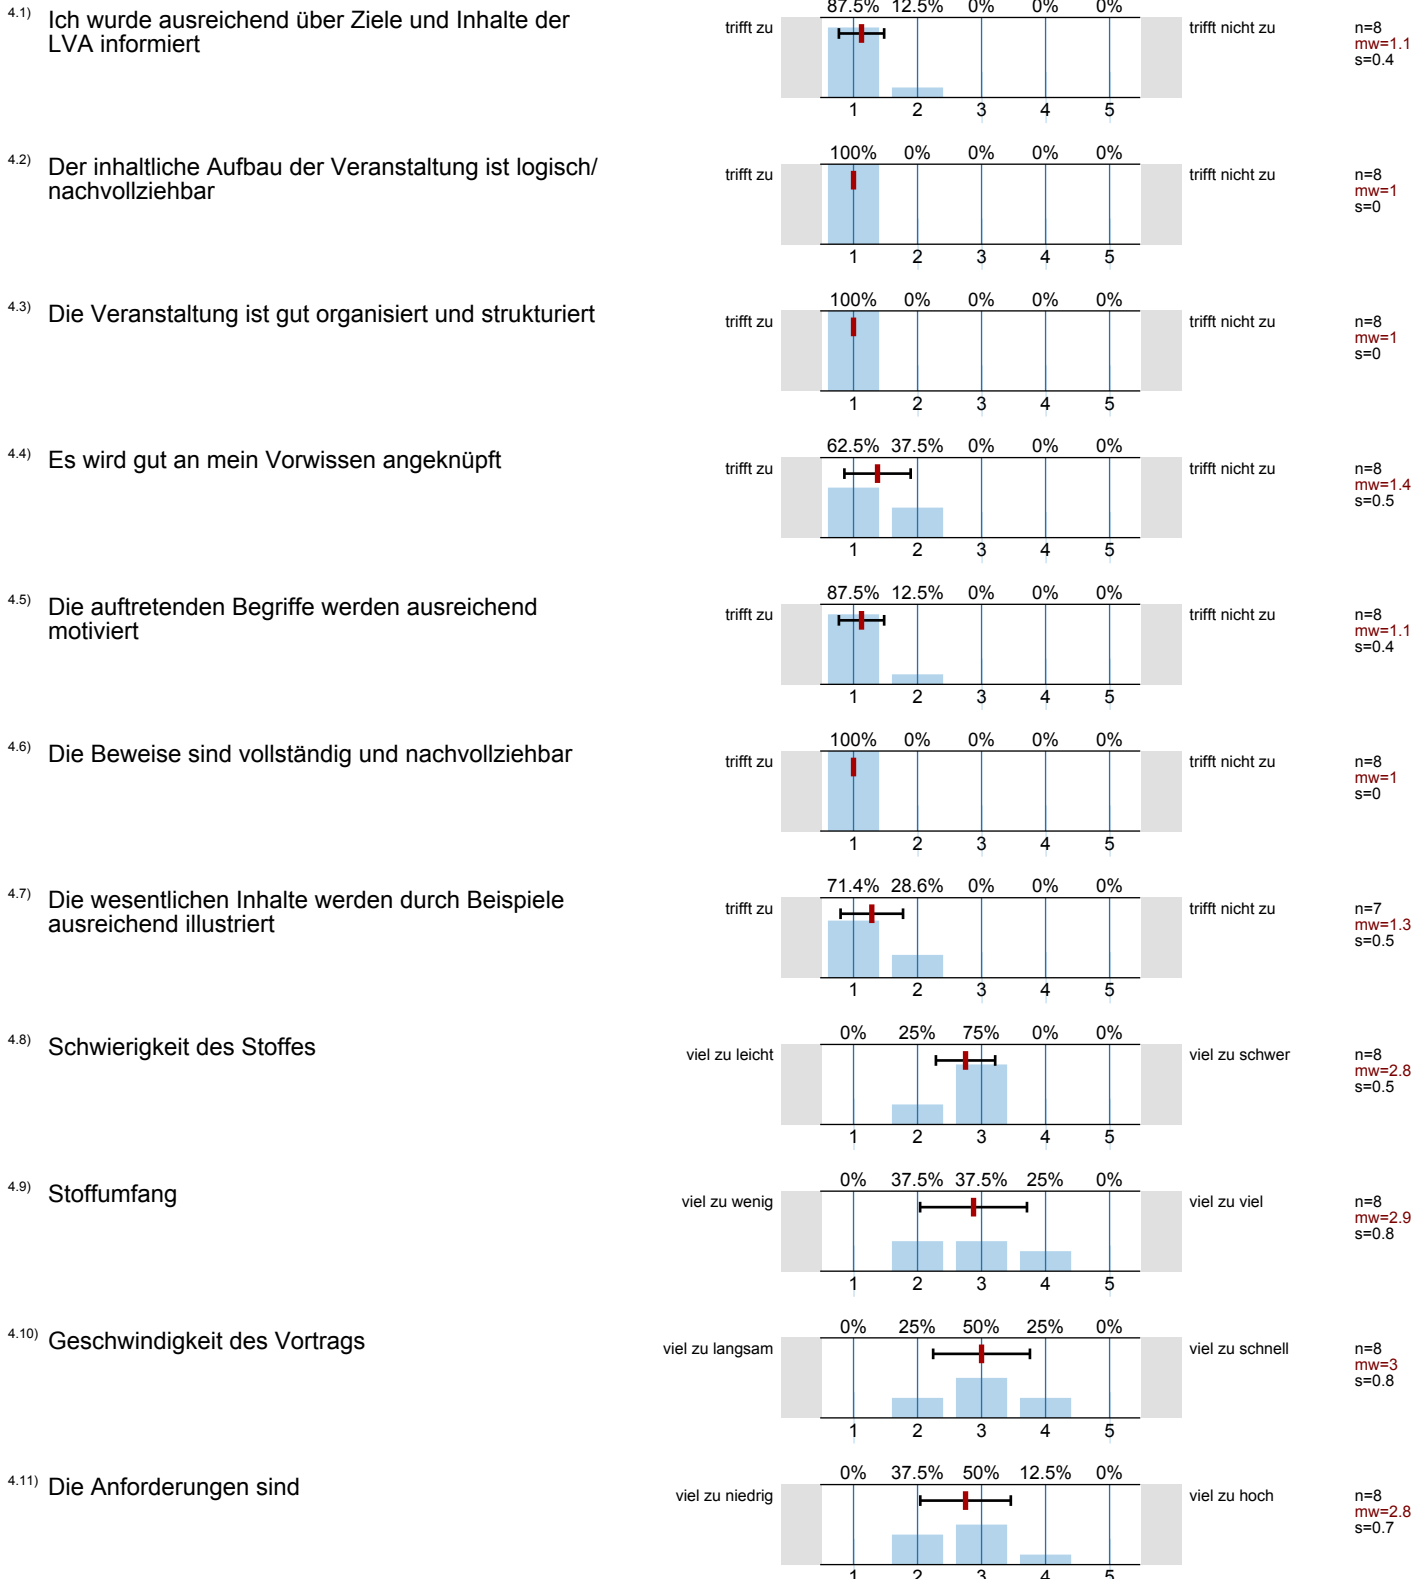 4.1) Ich wurde ausreichend über Ziele und Inhalte der
LVA informiert
87.5% 12.5% 0% 0% 0%
trifft zu
trifft nicht zu
n=8
mw=1.1
s=0.4
1 2 3 4 5
4.2) Der inhaltliche Aufbau der Veranstaltung ist logisch/
nachvollziehbar
100% 0% 0% 0% 0%
trifft zu
trifft nicht zu
n=8
mw=1
s=0
1 2 3 4 5
4.3) Die Veranstaltung ist gut organisiert und strukturiert
100% 0% 0% 0% 0%
trifft zu
trifft nicht zu
n=8
mw=1
s=0
1 2 3 4 5
4.4) Es wird gut an mein Vorwissen angeknüpft
62.5% 37.5% 0% 0% 0%
trifft zu
trifft nicht zu
n=8
mw=1.4
s=0.5
1 2 3 4 5
4.5) Die auftretenden Begriffe werden ausreichend
motiviert
87.5% 12.5% 0% 0% 0%
trifft zu
trifft nicht zu
n=8
mw=1.1
s=0.4
1 2 3 4 5
4.6) Die Beweise sind vollständig und nachvollziehbar
100% 0% 0% 0% 0%
trifft zu
trifft nicht zu
n=8
mw=1
s=0
1 2 3 4 5
4.7) Die wesentlichen Inhalte werden durch Beispiele
ausreichend illustriert
71.4% 28.6% 0% 0% 0%
trifft zu
trifft nicht zu
n=7
mw=1.3
s=0.5
1 2 3 4 5
4.8) Schwierigkeit des Stoffes
0% 25% 75% 0% 0%
viel zu leicht
viel zu schwer
n=8
mw=2.8
s=0.5
1 2 3 4 5
4.9) Stoffumfang
0% 37.5% 37.5% 25% 0%
viel zu wenig
viel zu viel
n=8
mw=2.9
s=0.8
1 2 3 4 5
4.10) Geschwindigkeit des Vortrags
0% 25% 50% 25% 0%
viel zu langsam
viel zu schnell
n=8
mw=3
s=0.8
1 2 3 4 5
4.11) Die Anforderungen sind
0% 37.5% 50% 12.5% 0%
viel zu niedrig
viel zu hoch
n=8
mw=2.8
s=0.7
1 2 3 4 5